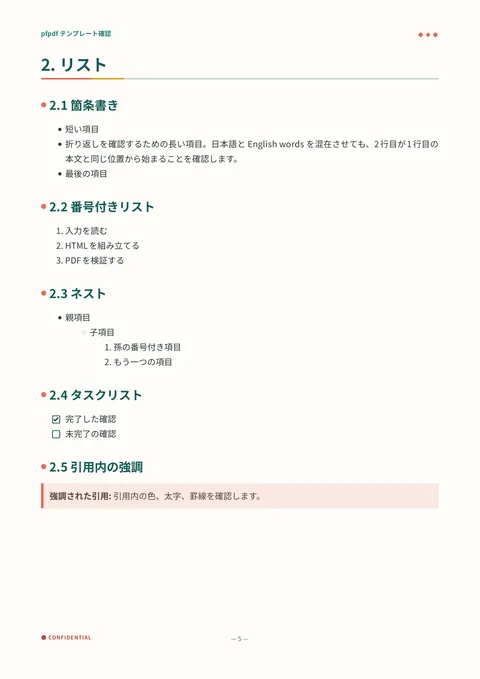 pfpdf テンプレート確認
2. リスト
2.1 箇条書き
短い項目
折り返しを確認するための長い項目。日本語と English words を混在させても、2行目が1行目の
本文と同じ位置から始まることを確認します。
最後の項目
2.2 番号付きリスト
1. 入力を読む
2. HTMLを組み立てる
3. PDFを検証する
2.3 ネスト
親項目
子項目
1. 孫の番号付き項目
2. もう一つの項目
2.4 タスクリスト
完了した確認
未完了の確認
2.5 引用内の強調
強調された引用: 引用内の色、太字、罫線を確認します。
CONFIDENTIAL
— 5 —